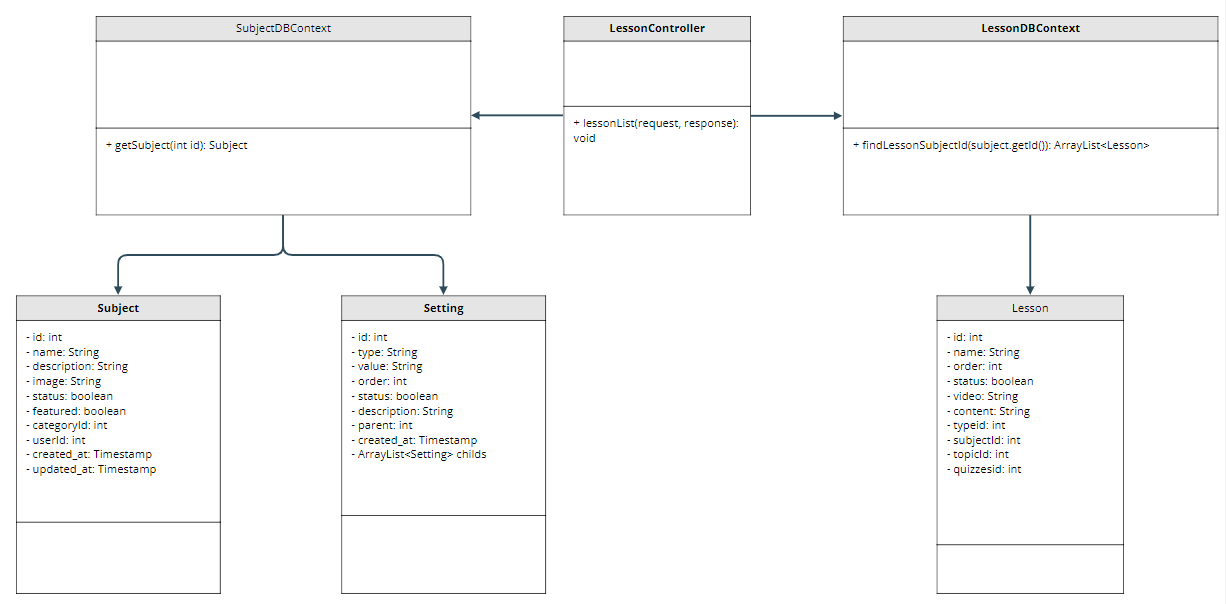 SubjectDBContext
+ getSubject(int id): Subject
LessonController
+ lessonList(request, response):
void
LessonDBContext
+ findLessonSubjectId(subject.getId()): ArrayList<Lesson>
Subject
- id: int
- name: String
- description: String
- image: String
- status: boolean
- featured: boolean
- categoryId: int
- userId: int
- created_at: Timestamp
- updated_at: Timestamp
Setting
- id: int
- type: String
- value: String
- order: int
- status: boolean
- description: String
- parent: int
- created_at: Timestamp
- ArrayList<Setting> childs
Lesson
- id: int
- name: String
- order: int
- status: boolean
- video: String
- content: String
- typeid: int
- subjectId: int
- topicId: int
- quizzesid: int